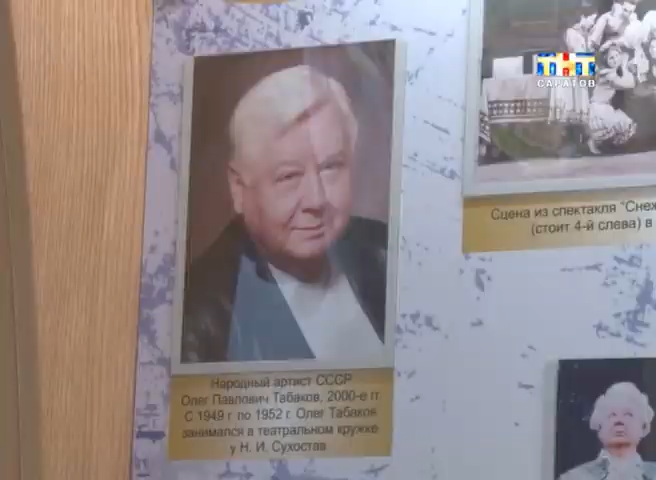 ТНТ
САРАТОВ
Сцена из спектакля "Снеж
(стоит 4-й слева) в
Народный артист СССР
Олег Павлович Табаков, 2000-е гг.
С 1949 г. по 1952 г. Олег Табаков
занимался в театральном кружке
у Н. И. Сухостав